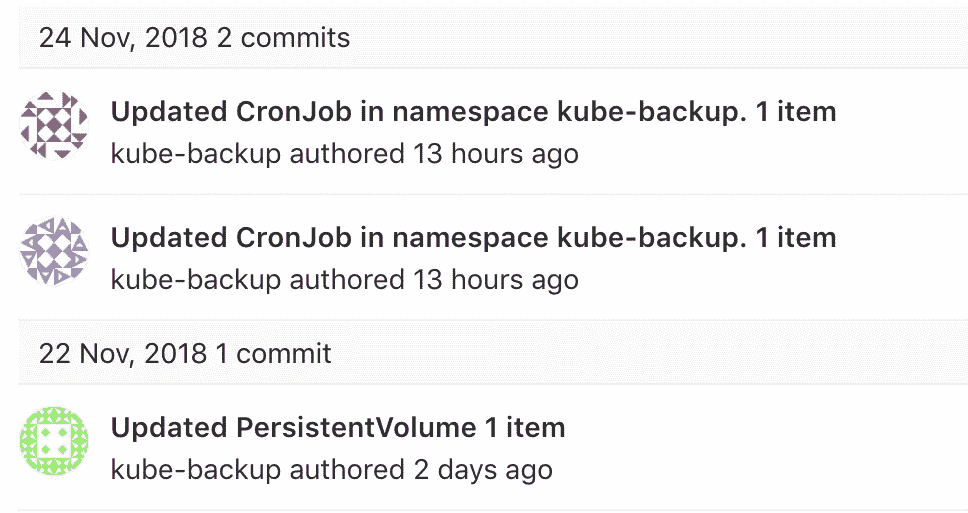 24 Nov, 2018 2 commits
Updated CronJob in namespace kube-backup. 1 item
kube-backup authored 13 hours ago
Updated CronJob in namespace kube-backup. 1 item
kube-backup authored 13 hours ago
22 Nov, 2018 1 commit
Updated PersistentVolume 1 item
kube-backup authored 2 days ago